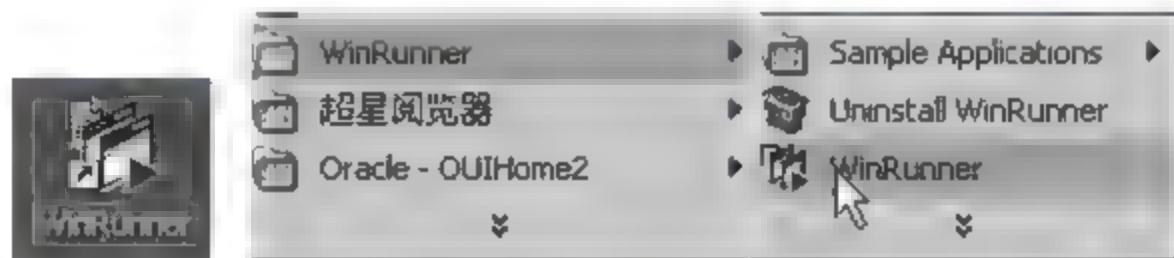 WinRunner
WinRunner
超星阅览器
Oracle - OUIHome2
Sample Applications
Uninstall WinRunner
WinRunner